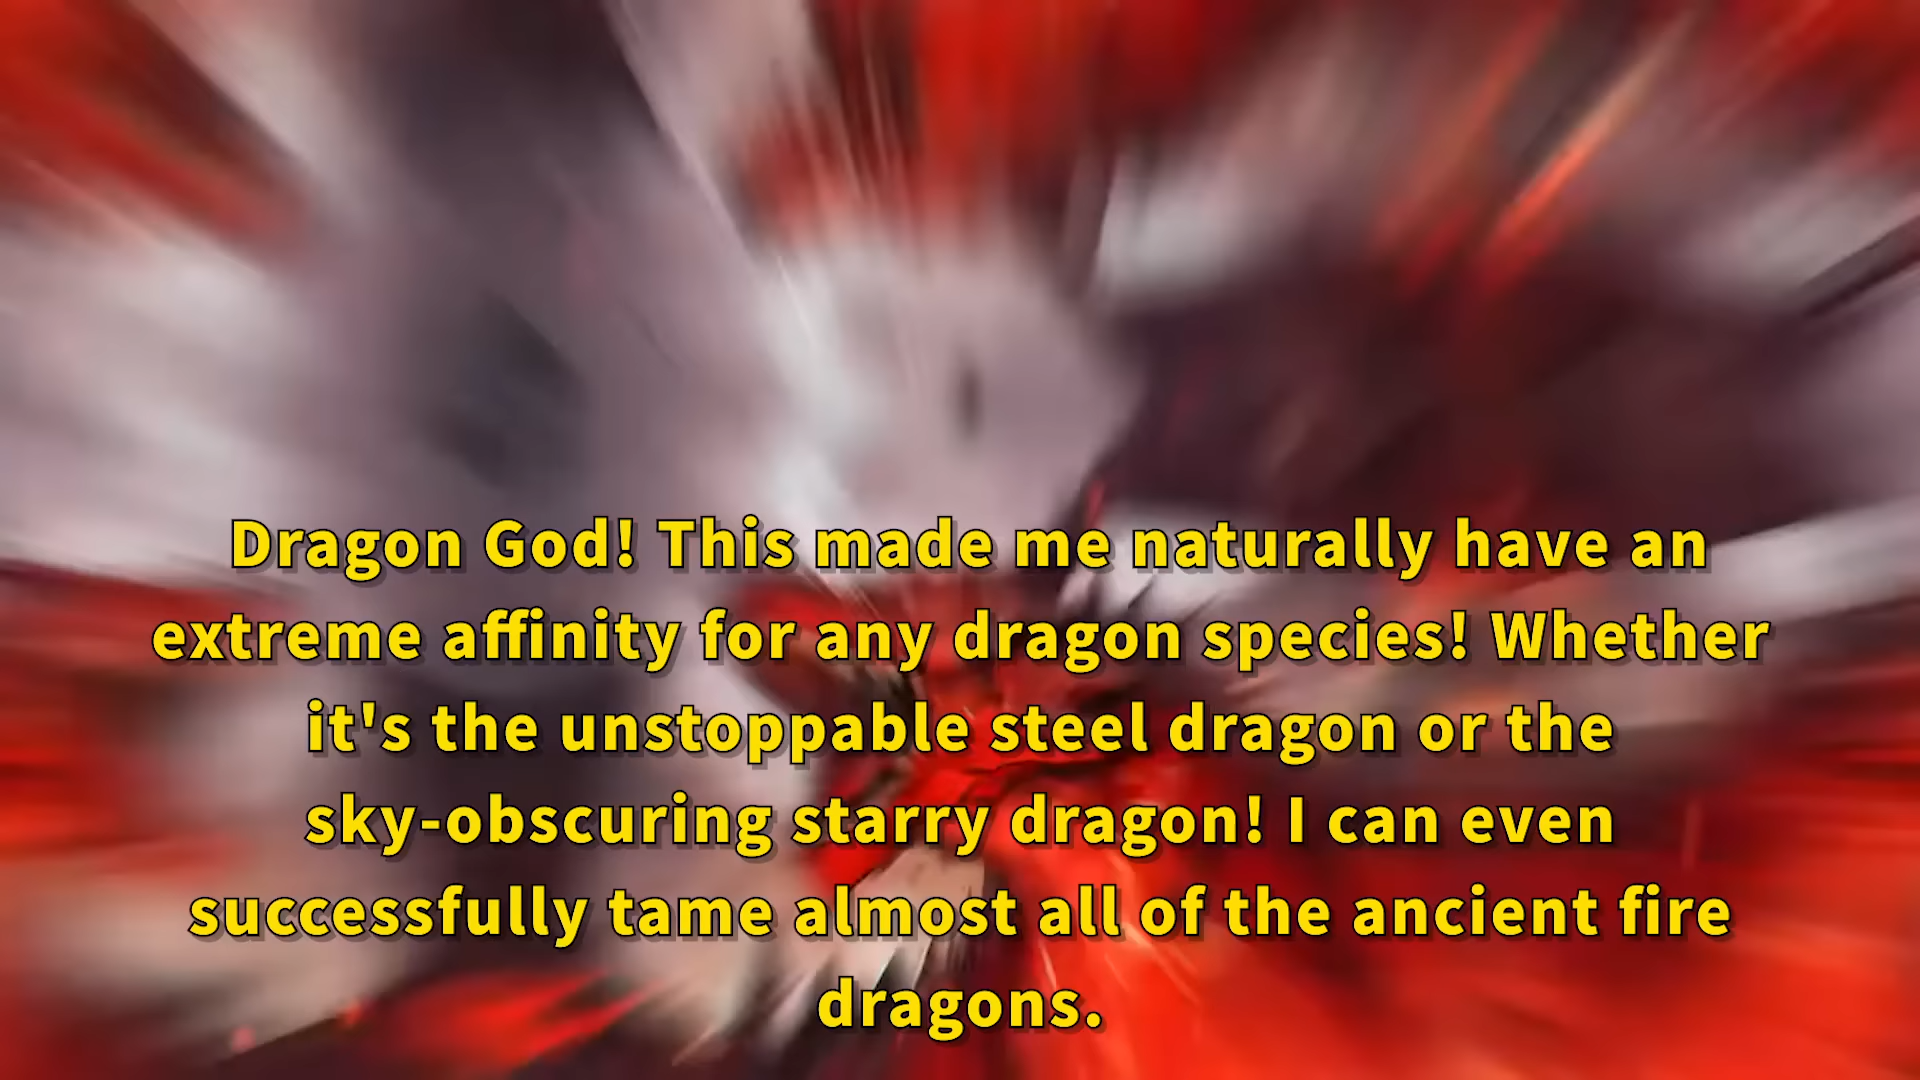 Dragon God! This made me naturally have an
extreme affinity for any dragon species! Whether
it's the unstoppable steel dragon or the
sky-obscuring starry dragon! I can even
successfully tame almost all of the ancient fire
dragons.